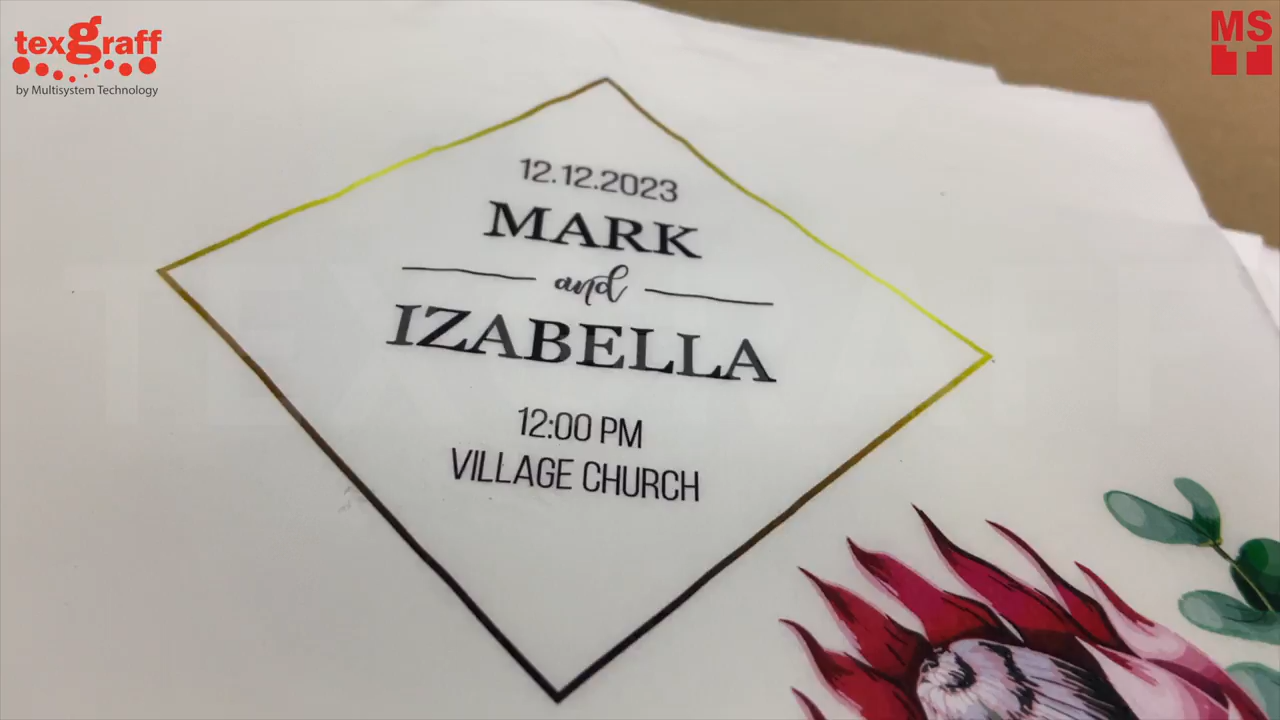 texgraff
by Multisystem Technology
MS
12.12.2023
MARK
and
IZABELLA
12:00 PM
VILLAGE CHURCH